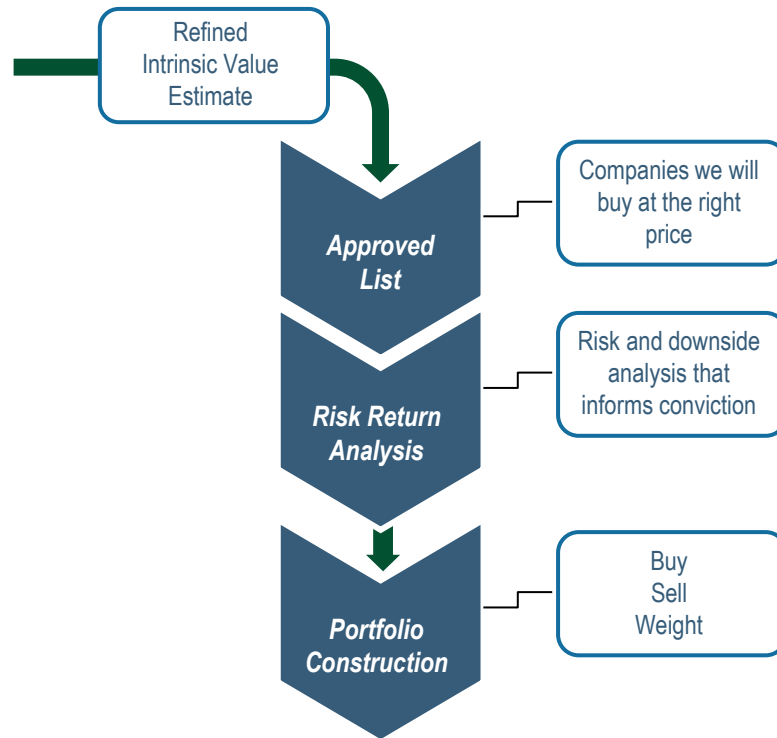 Refined
Intrinsic Value
Estimate
Approved
List
Companies we will
buy at the right
price
Risk Return
Analysis
Risk and downside
analysis that
informs conviction
Portfolio
Construction
Buy
Sell
Weight